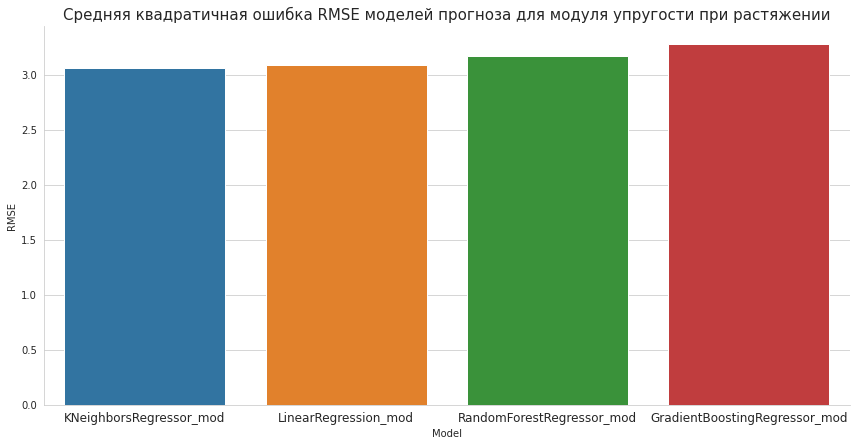 Средняя квадратичная ошибка RMSE моделей прогноза для модуля упругости при растяжении
3.0
2.5
2.0
1.5
1.0
0.5
0.0
RMSE
KNeighborsRegressor_mod
LinearRegression_mod
RandomForestRegressor_mod
GradientBoostingRegressor_mod
Model